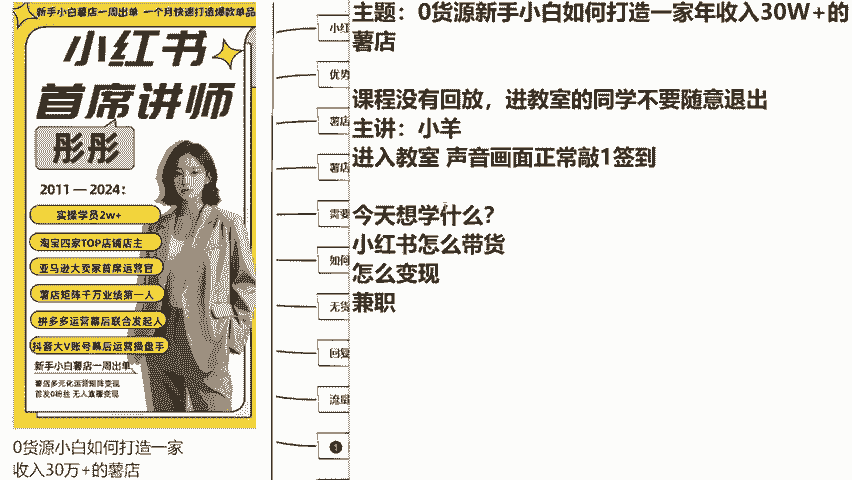 新手小白薯店一周出单 一个月快速打造爆款单品
小红书
首席讲师
彤彤
2011 — 2024：
实操学员2w+
淘宝四家TOP店铺店主
亚马逊大卖家首席运营官
薯店矩阵千万业绩第一人
拼多多运营幕后联合发起人
抖音大V账号幕后运营操盘手
新手小白薯店一周出单
薯店多元化运营矩阵变现
首发0粉丝 无人直播变现
0货源小白如何打造一家
收入30万+的薯店
小红
优势
薯店
薯店
需要
如何
无货
回复
流量
1
主题：0货源新手小白如何打造一家年收入30W+的
薯店
课程没有回放，进教室的同学不要随意退出
主讲：小羊
进入教室 声音画面正常敲1签到
今天想学什么？
小红书怎么带货
怎么变现
兼职